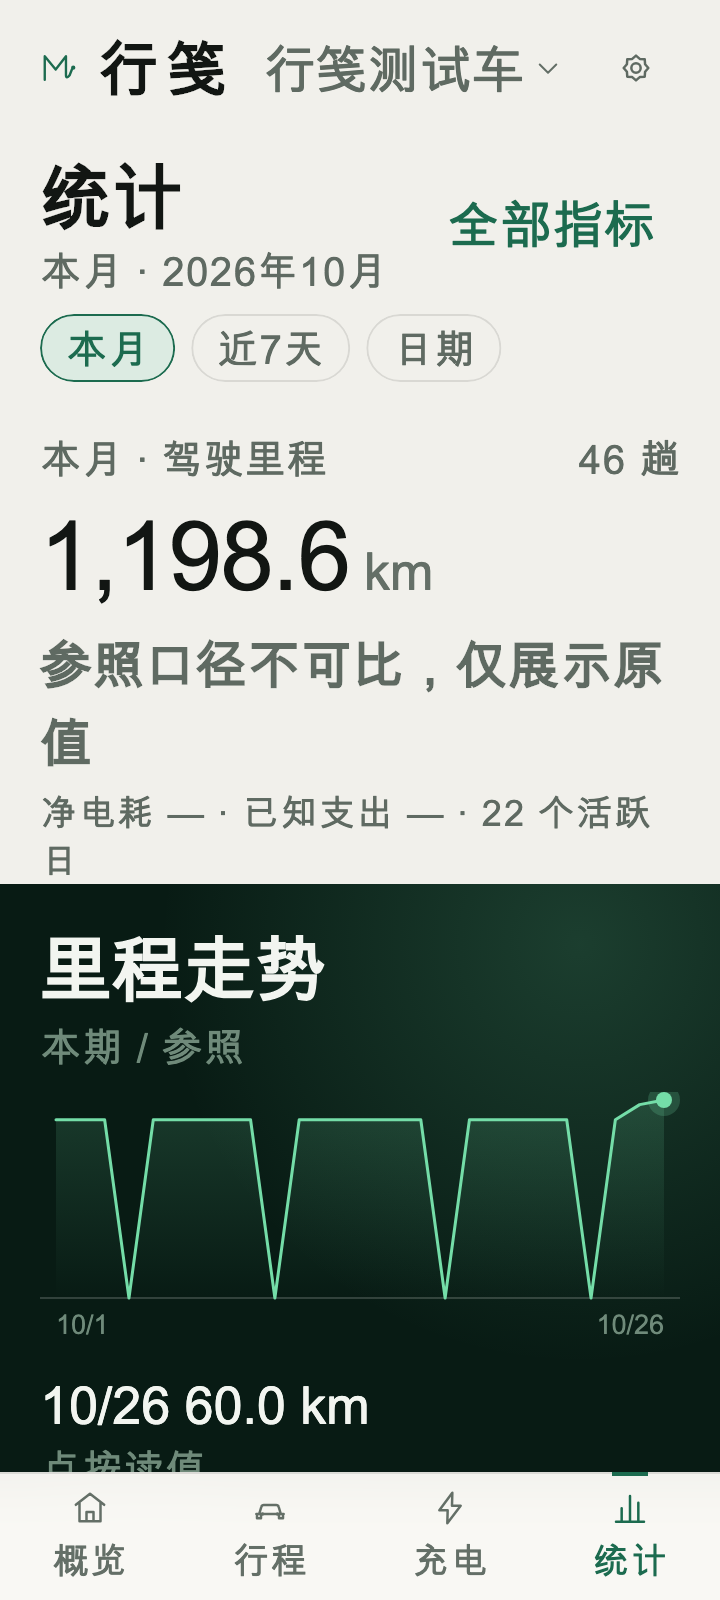 行笺 行笺测试车
统计
全部指标
本月 · 2026年10月
本月 近7天 日期
本月 · 驾驶里程 46 趟
1,198.6 km
参照口径不可比，仅展示原
值
净电耗 — · 已知支出 — · 22 个活跃
日
里程走势
本期 / 参照
10/1 10/26
10/26 60.0 km
点按读值
概览 行程 充电 统计